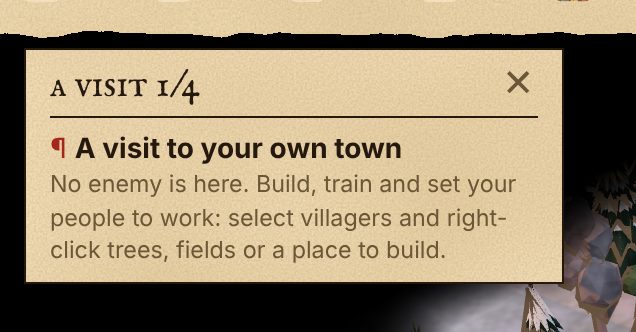 A VISIT 1/4
¶ A visit to your own town
No enemy is here. Build, train and set your
people to work: select villagers and right-
click trees, fields or a place to build.